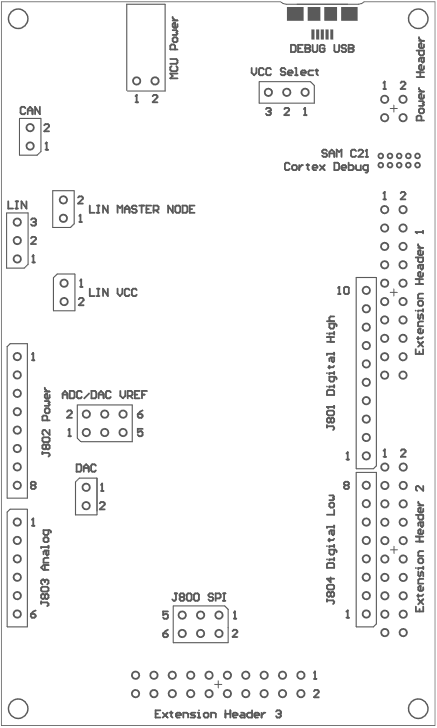 DEBUG USB
MCU Power
1 2
VCC Select
3 2 1
Power Header
1 2
CAN
2
1
SAM C21
Cortex Debug
LIN
3
2
1
2
1
LIN MASTER NODE
1 2
Extension Header 1
1
2
LIN VCC
10
J801 Digital High
1
1
J802 Power
8
ADC/DAC VREF
2 6
1 5
DAC
1
2
1 2
Extension Header 2
8
J804 Digital Low
1
1
J803 Analog
6
J800 SPI
5 1
6 2
1
2
Extension Header 3